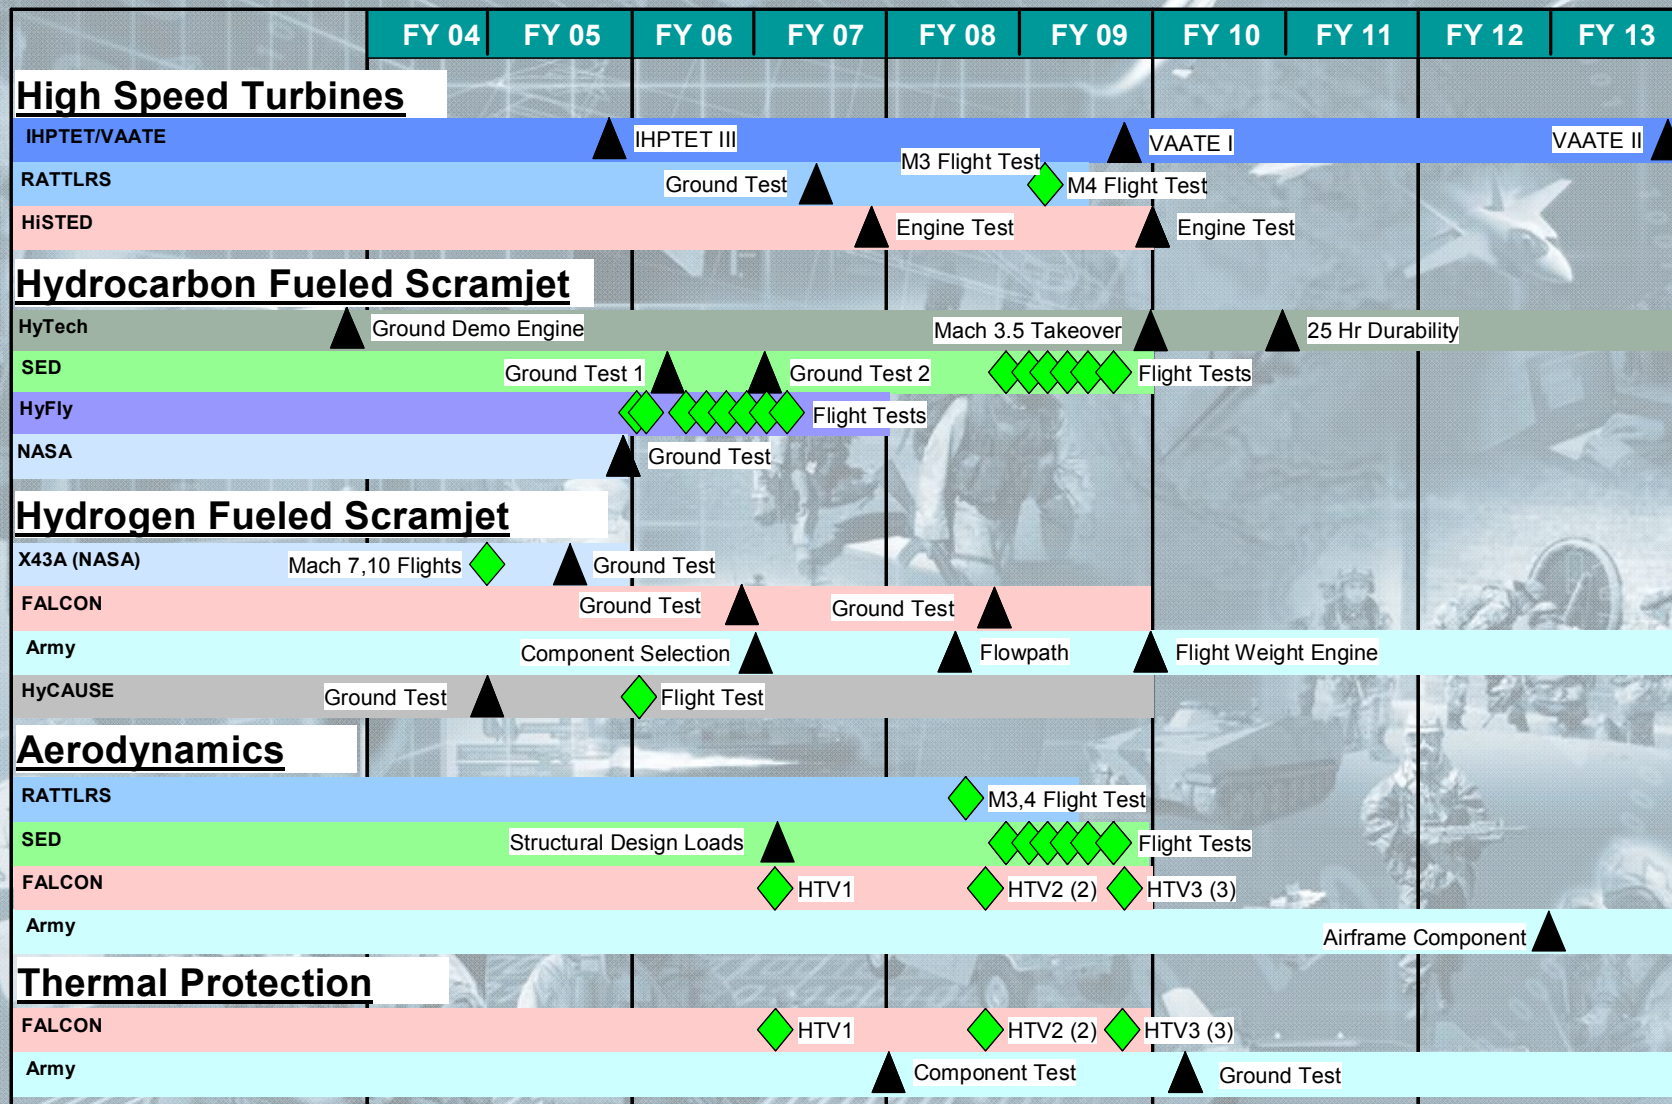 FY 04 FY 05 FY 06 FY 07 FY 08 FY 09 FY 10 FY 11 FY 12 FY 13
High Speed Turbines
IHPTET/VAATE IHPTET III VAATE I VAATE II
M3 Flight Test
RATTLRS Ground Test M4 Flight Test
HiSTED Engine Test Engine Test
Hydrocarbon Fueled Scramjet
HyTech Ground Demo Engine Mach 3.5 Takeover 25 Hr Durability
SED Ground Test 1 Ground Test 2 Flight Tests
HyFly Flight Tests
NASA Ground Test
Hydrogen Fueled Scramjet
X43A (NASA) Mach 7,10 Flights Ground Test
FALCON Ground Test Ground Test
Army Component Selection Flowpath Flight Weight Engine
HyCAUSE Ground Test Flight Test
Aerodynamics
RATTLRS M3,4 Flight Test
SED Structural Design Loads Flight Tests
FALCON HTV1 HTV2 (2) HTV3 (3)
Army Airframe Component
Thermal Protection
FALCON HTV1 HTV2 (2) HTV3 (3)
Army Component Test Ground Test